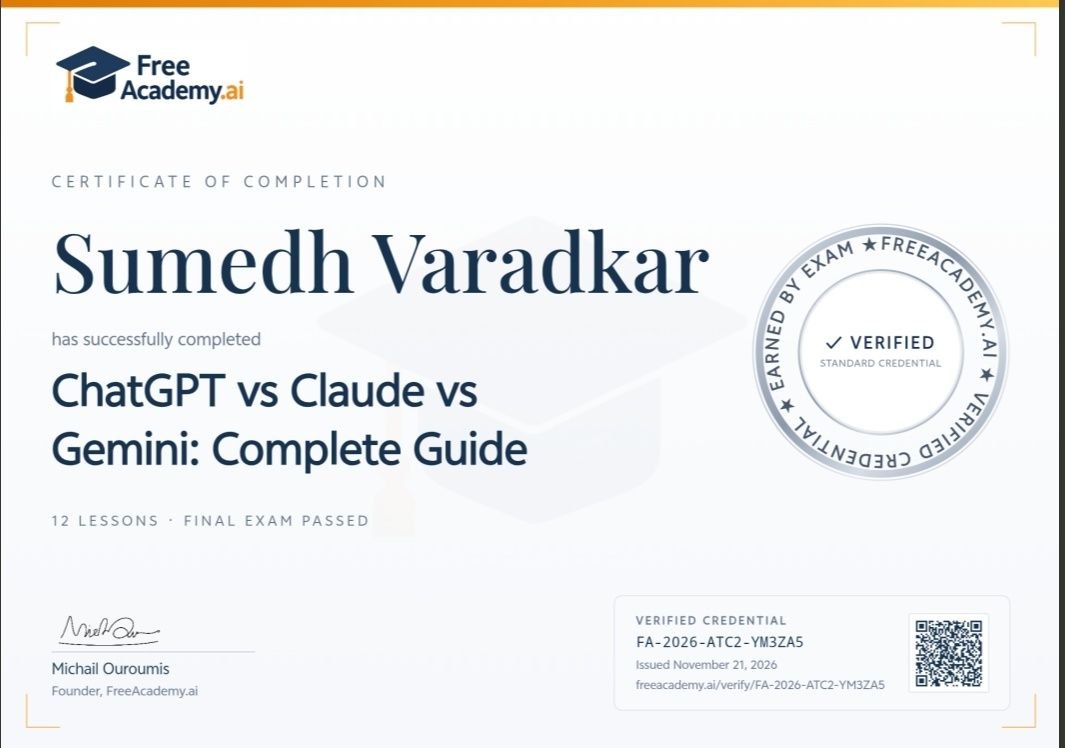 Free
Academy.ai
CERTIFICATE OF COMPLETION
Sumedh Varadkar
has successfully completed
ChatGPT vs Claude vs
Gemini: Complete Guide
12 LESSONS · FINAL EXAM PASSED
★ EARNED BY EXAM ★ FREEACADEMY.AI ★ VERIFIED CREDENTIAL
✓ VERIFIED
STANDARD CREDENTIAL
Michail Ouroumis
Founder, FreeAcademy.ai
VERIFIED CREDENTIAL
FA-2026-ATC2-YM3ZA5
Issued November 21, 2026
freeacademy.ai/verify/FA-2026-ATC2-YM3ZA5